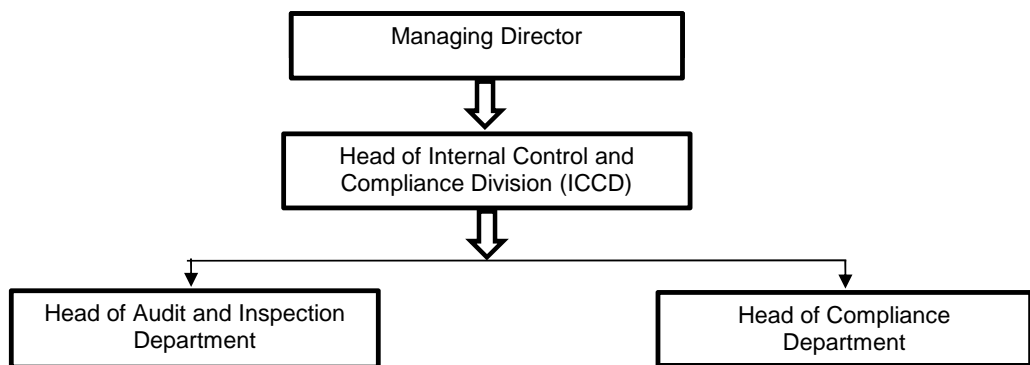 Managing Director
Head of Internal Control and
Compliance Division (ICCD)
Head of Audit and Inspection
Department
Head of Compliance
Department